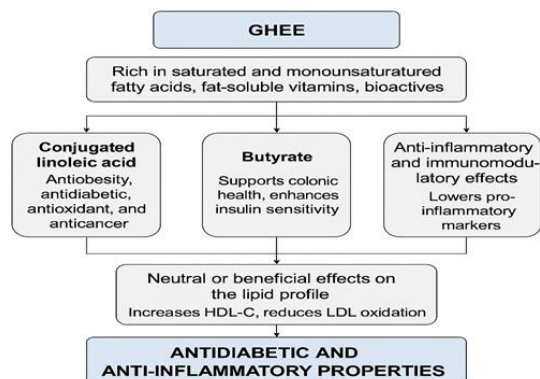 GHEE
Rich in saturated and monounsaturatured
fatty acids, fat-soluble vitamins, bioactives
Conjugated
linoleic acid
Antiobesity,
antidiabetic,
antioxidant, and
anticancer
Butyrate
Supports colonic
health, enhances
insulin sensitivity
Anti-inflammatory
and immunomodu-
latory effects
Lowers pro-
inflammatory
markers
Neutral or beneficial effects on
the lipid profile
Increases HDL-C, reduces LDL oxidation
ANTIDIABETIC AND
ANTI-INFLAMMATORY PROPERTIES